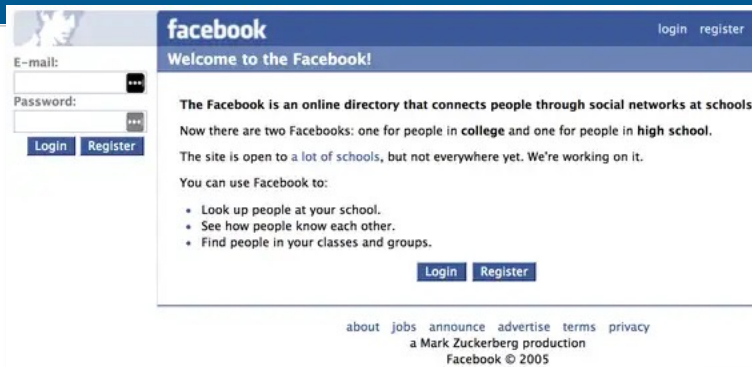 facebook
login register
Welcome to the Facebook!
E-mail:
Password:
Login Register
The Facebook is an online directory that connects people through social networks at schools
Now there are two Facebooks: one for people in college and one for people in high school.
The site is open to a lot of schools, but not everywhere yet. We're working on it.
You can use Facebook to:
• Look up people at your school.
• See how people know each other.
• Find people in your classes and groups.
Login Register
about jobs announce advertise terms privacy
a Mark Zuckerberg production
Facebook © 2005